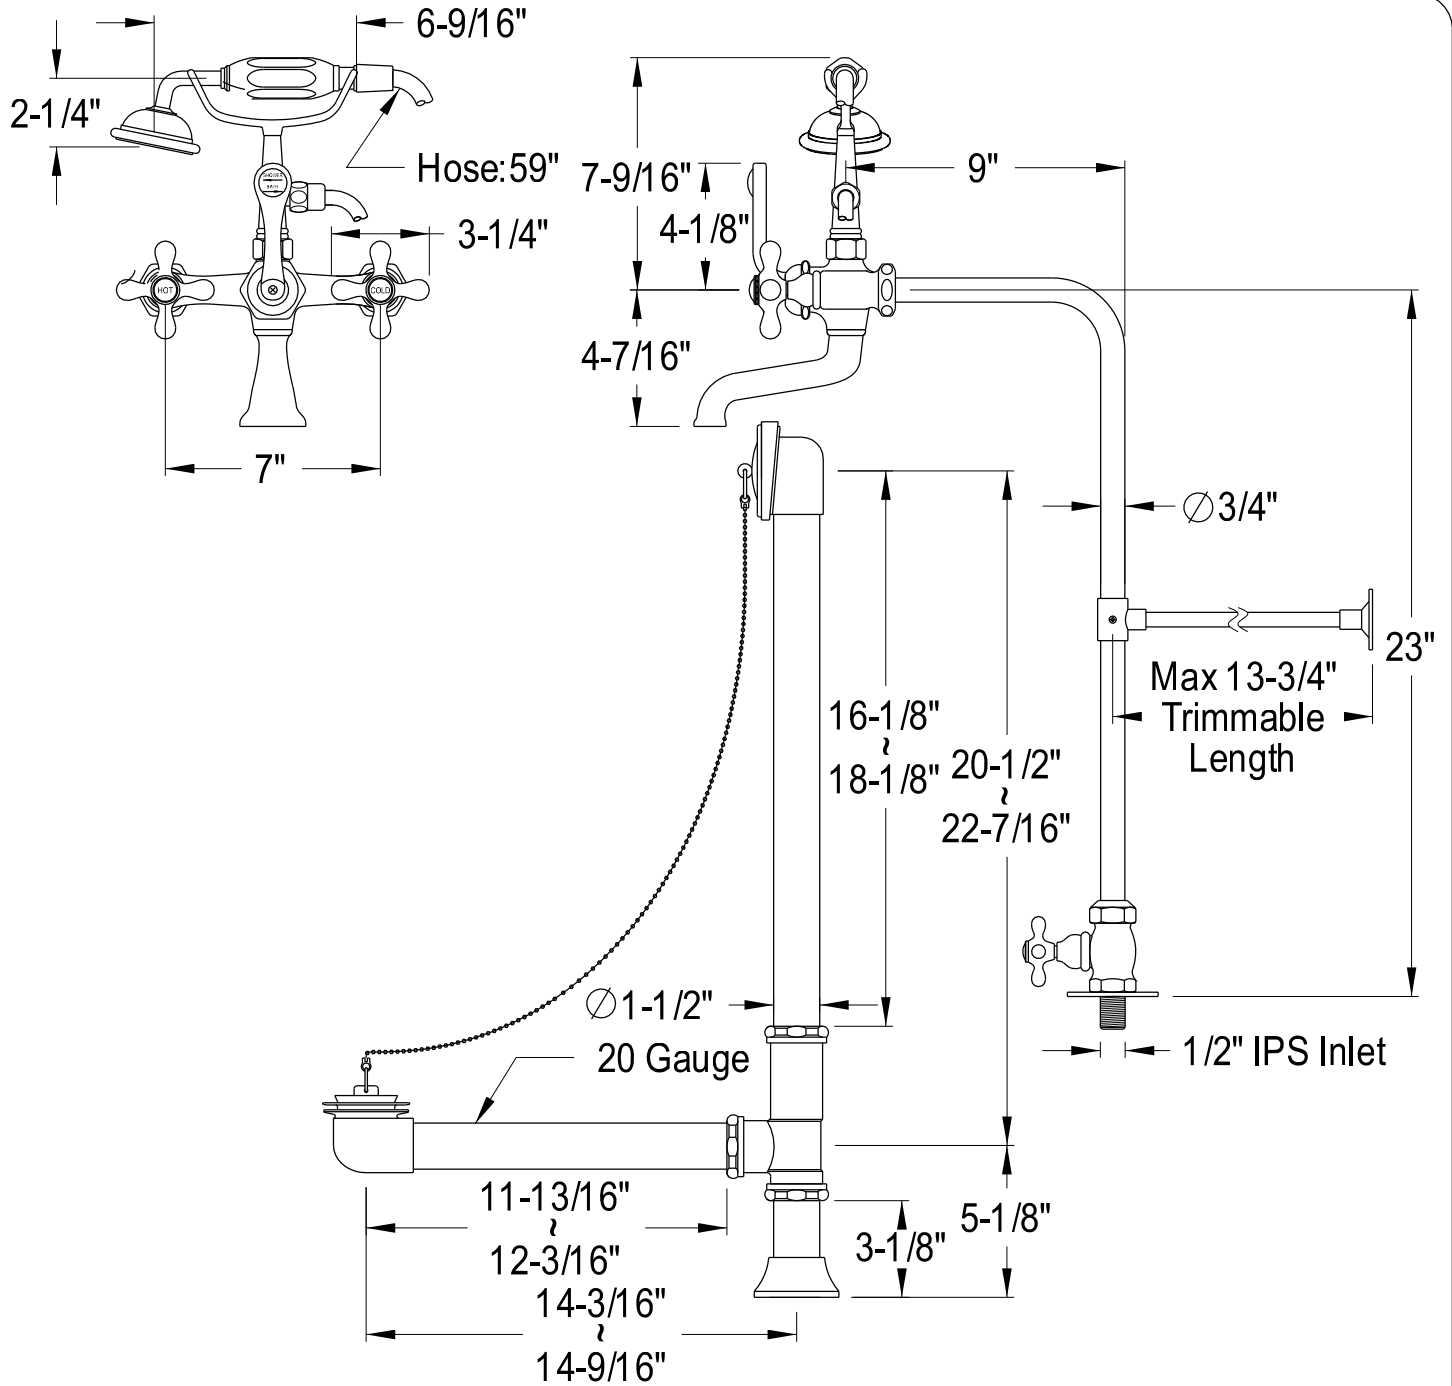 6-9/16"
2-1/4"
Hose:59"
SHOWER
BATH
3-1/4"
HOT
COLD
7"
7-9/16"
4-1/8"
9"
4-7/16"
∅3/4"
23"
Max 13-3/4"
Trimmable
Length
16-1/8"
~
18-1/8"
20-1/2"
~
22-7/16"
∅1-1/2"
20 Gauge
1/2" IPS Inlet
11-13/16"
~
12-3/16"
3-1/8"
5-1/8"
14-3/16"
~
14-9/16"